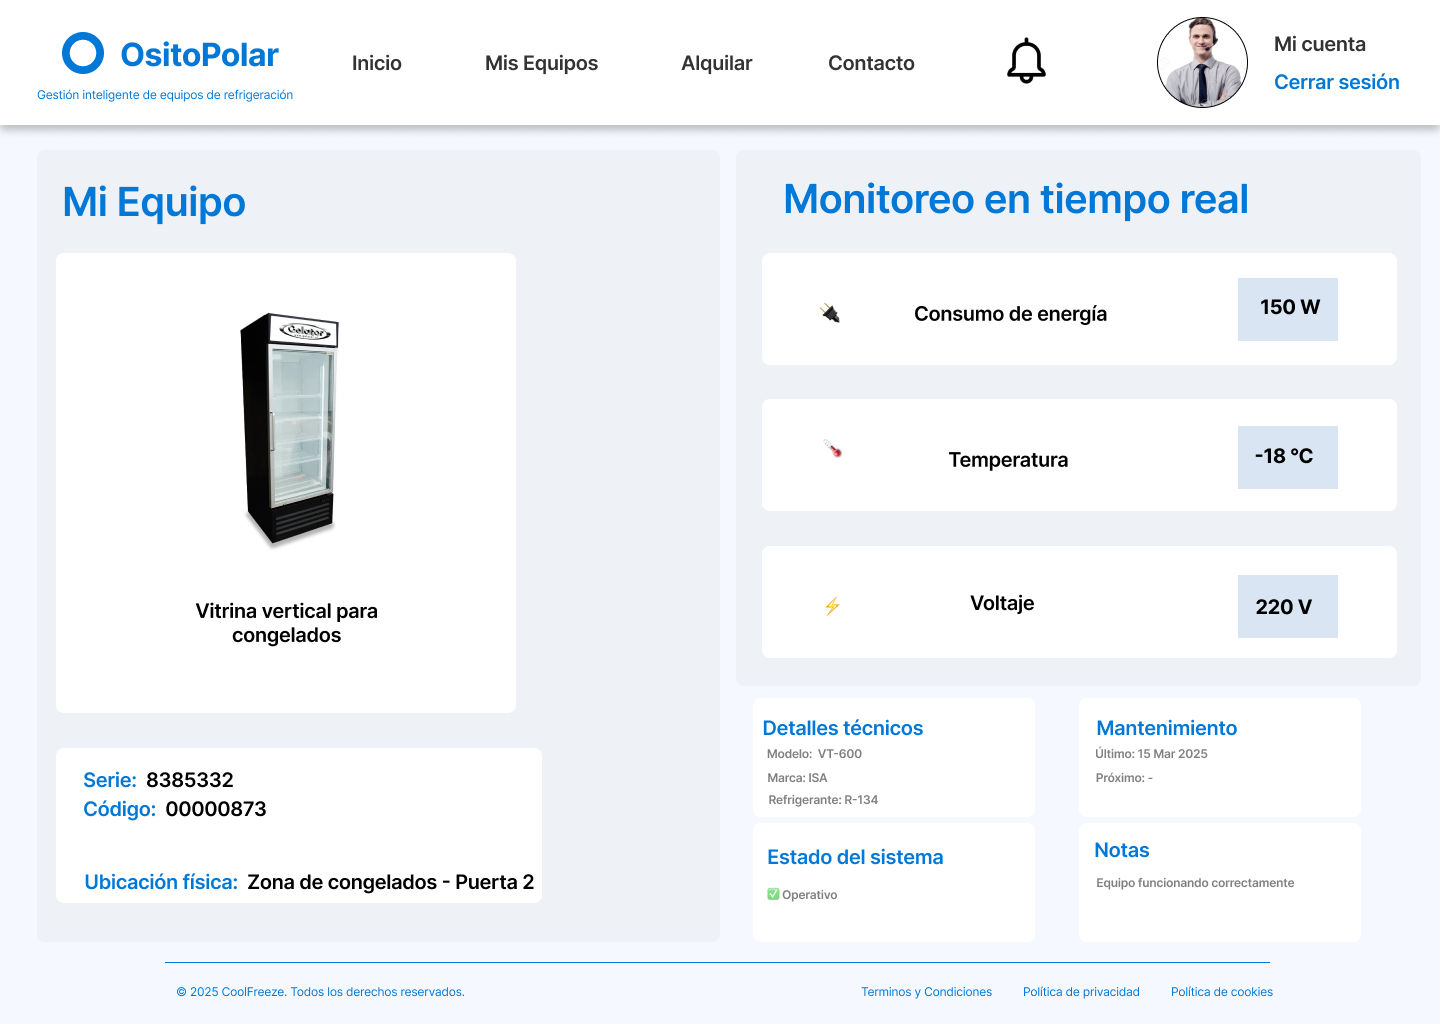 OsitoPolar
Gestión inteligente de equipos de refrigeración
Inicio
Mis Equipos
Alquilar
Contacto
Mi cuenta
Cerrar sesión
Mi Equipo
Vitrina vertical para
congelados
Serie: 8385332
Código: 00000873
Ubicación física: Zona de congelados - Puerta 2
Monitoreo en tiempo real
Consumo de energía
150 W
Temperatura
-18 °C
Voltaje
220 V
Detalles técnicos
Modelo: VT-600
Marca: ISA
Refrigerante: R-134
Mantenimiento
Último: 15 Mar 2025
Próximo: -
Estado del sistema
✅ Operativo
Notas
Equipo funcionando correctamente
© 2025 CoolFreeze. Todos los derechos reservados.
Terminos y Condiciones
Política de privacidad
Política de cookies